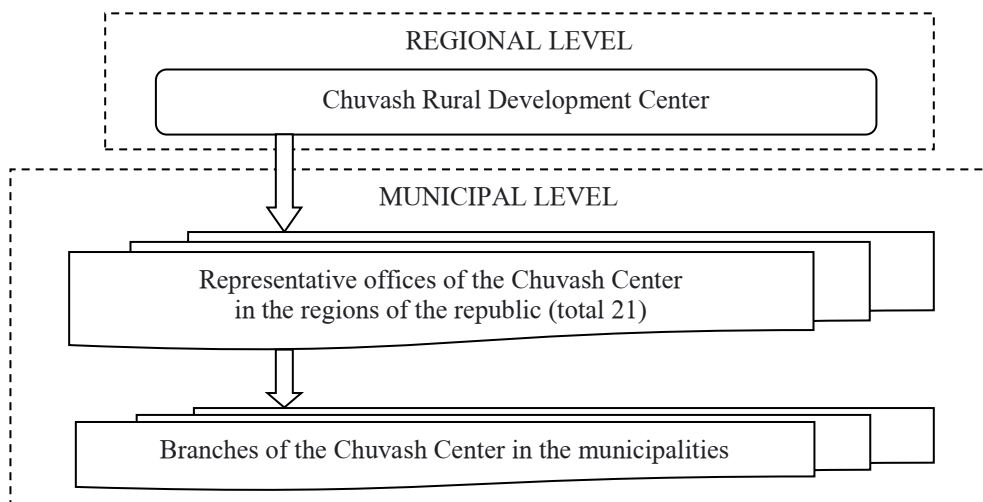 REGIONAL LEVEL
Chuvash Rural Development Center
MUNICIPAL LEVEL
Representative offices of the Chuvash Center
in the regions of the republic (total 21)
Branches of the Chuvash Center in the municipalities